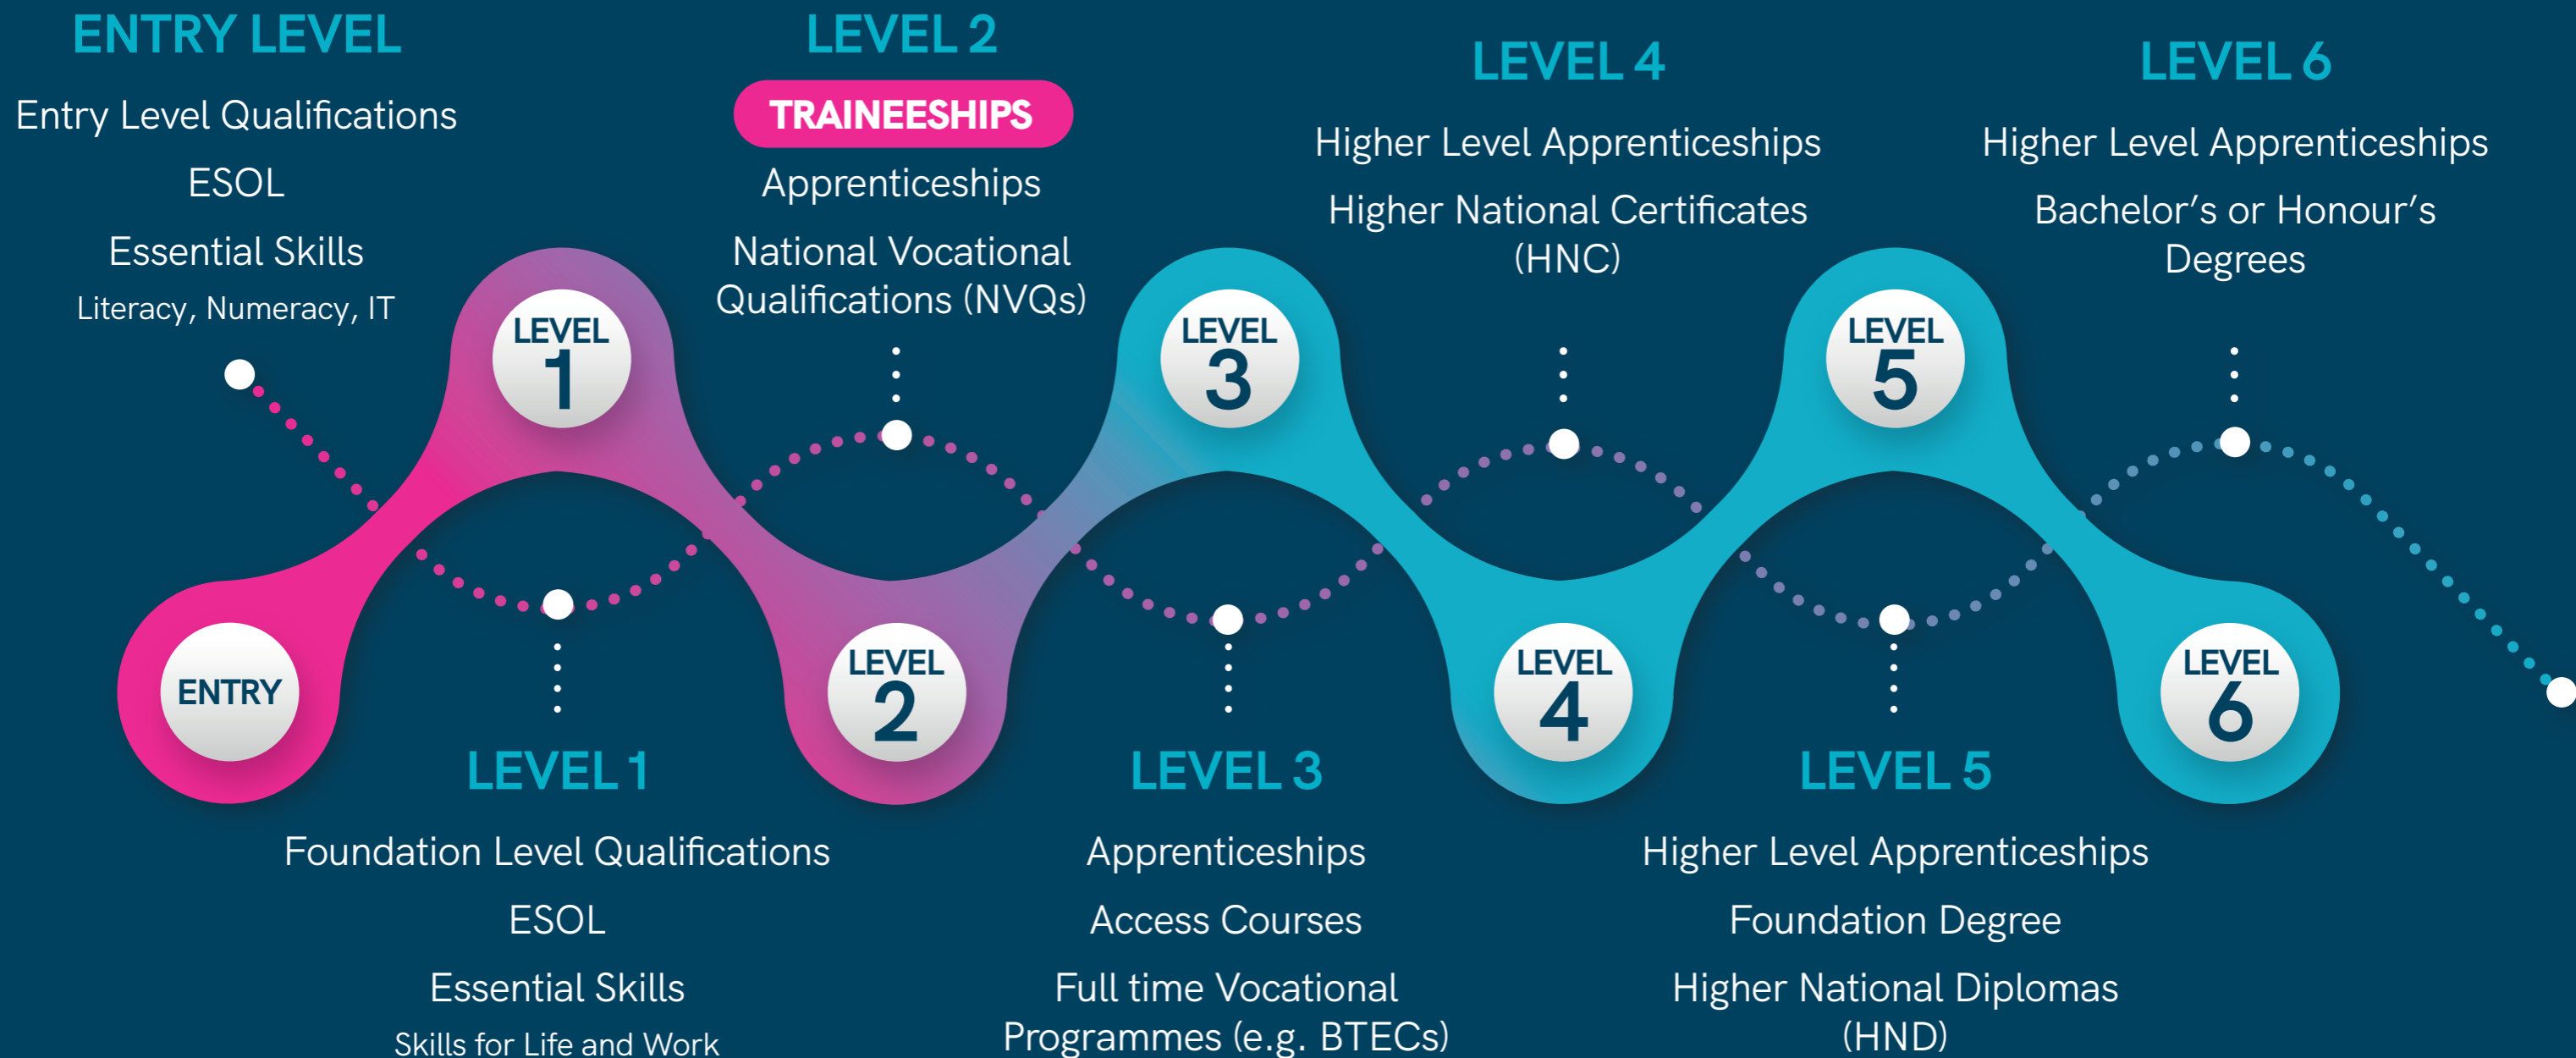 ENTRY LEVEL
Entry Level Qualifications
ESOL
Essential Skills
Literacy, Numeracy, IT
LEVEL 2
TRAINEESHIPS
Apprenticeships
National Vocational
Qualifications (NVQs)
LEVEL 4
Higher Level Apprenticeships
Higher National Certificates
(HNC)
LEVEL 6
Higher Level Apprenticeships
Bachelor’s or Honour’s
Degrees
ENTRY
LEVEL
1
LEVEL
2
LEVEL
3
LEVEL
4
LEVEL
5
LEVEL
6
LEVEL 1
Foundation Level Qualifications
ESOL
Essential Skills
Skills for Life and Work
LEVEL 3
Apprenticeships
Access Courses
Full time Vocational
Programmes (e.g. BTECs)
LEVEL 5
Higher Level Apprenticeships
Foundation Degree
Higher National Diplomas
(HND)